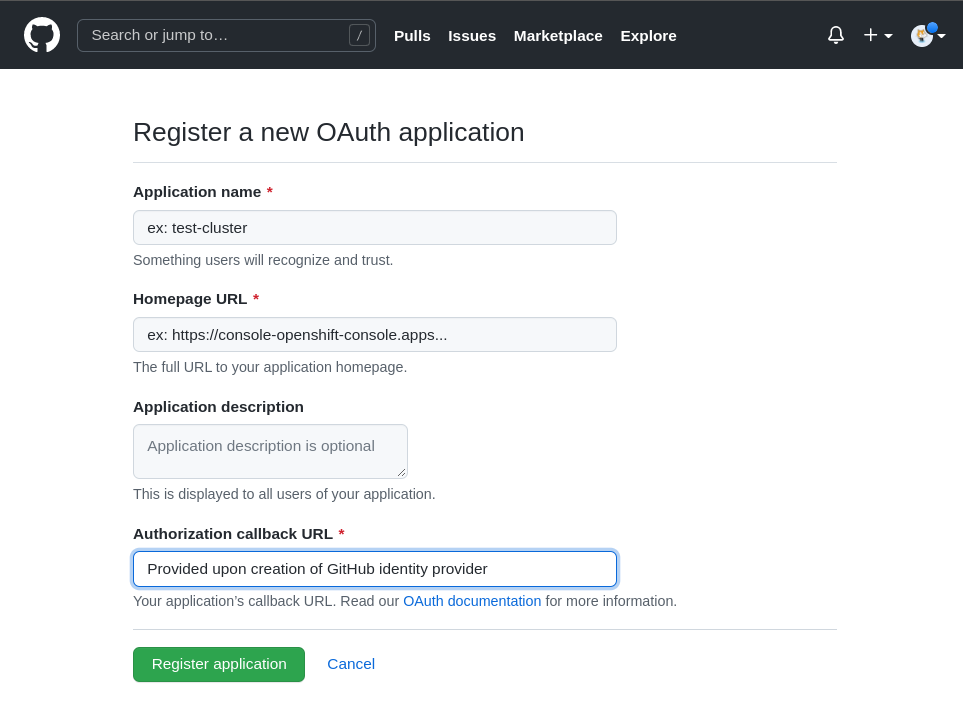 Search or jump to… /
Pulls Issues Marketplace Explore
Register a new OAuth application
Application name *
ex: test-cluster
Something users will recognize and trust.
Homepage URL *
ex: https://console-openshift-console.apps...
The full URL to your application homepage.
Application description
Application description is optional
This is displayed to all users of your application.
Authorization callback URL *
Provided upon creation of GitHub identity provider
Your application’s callback URL. Read our OAuth documentation for more information.
Register application Cancel